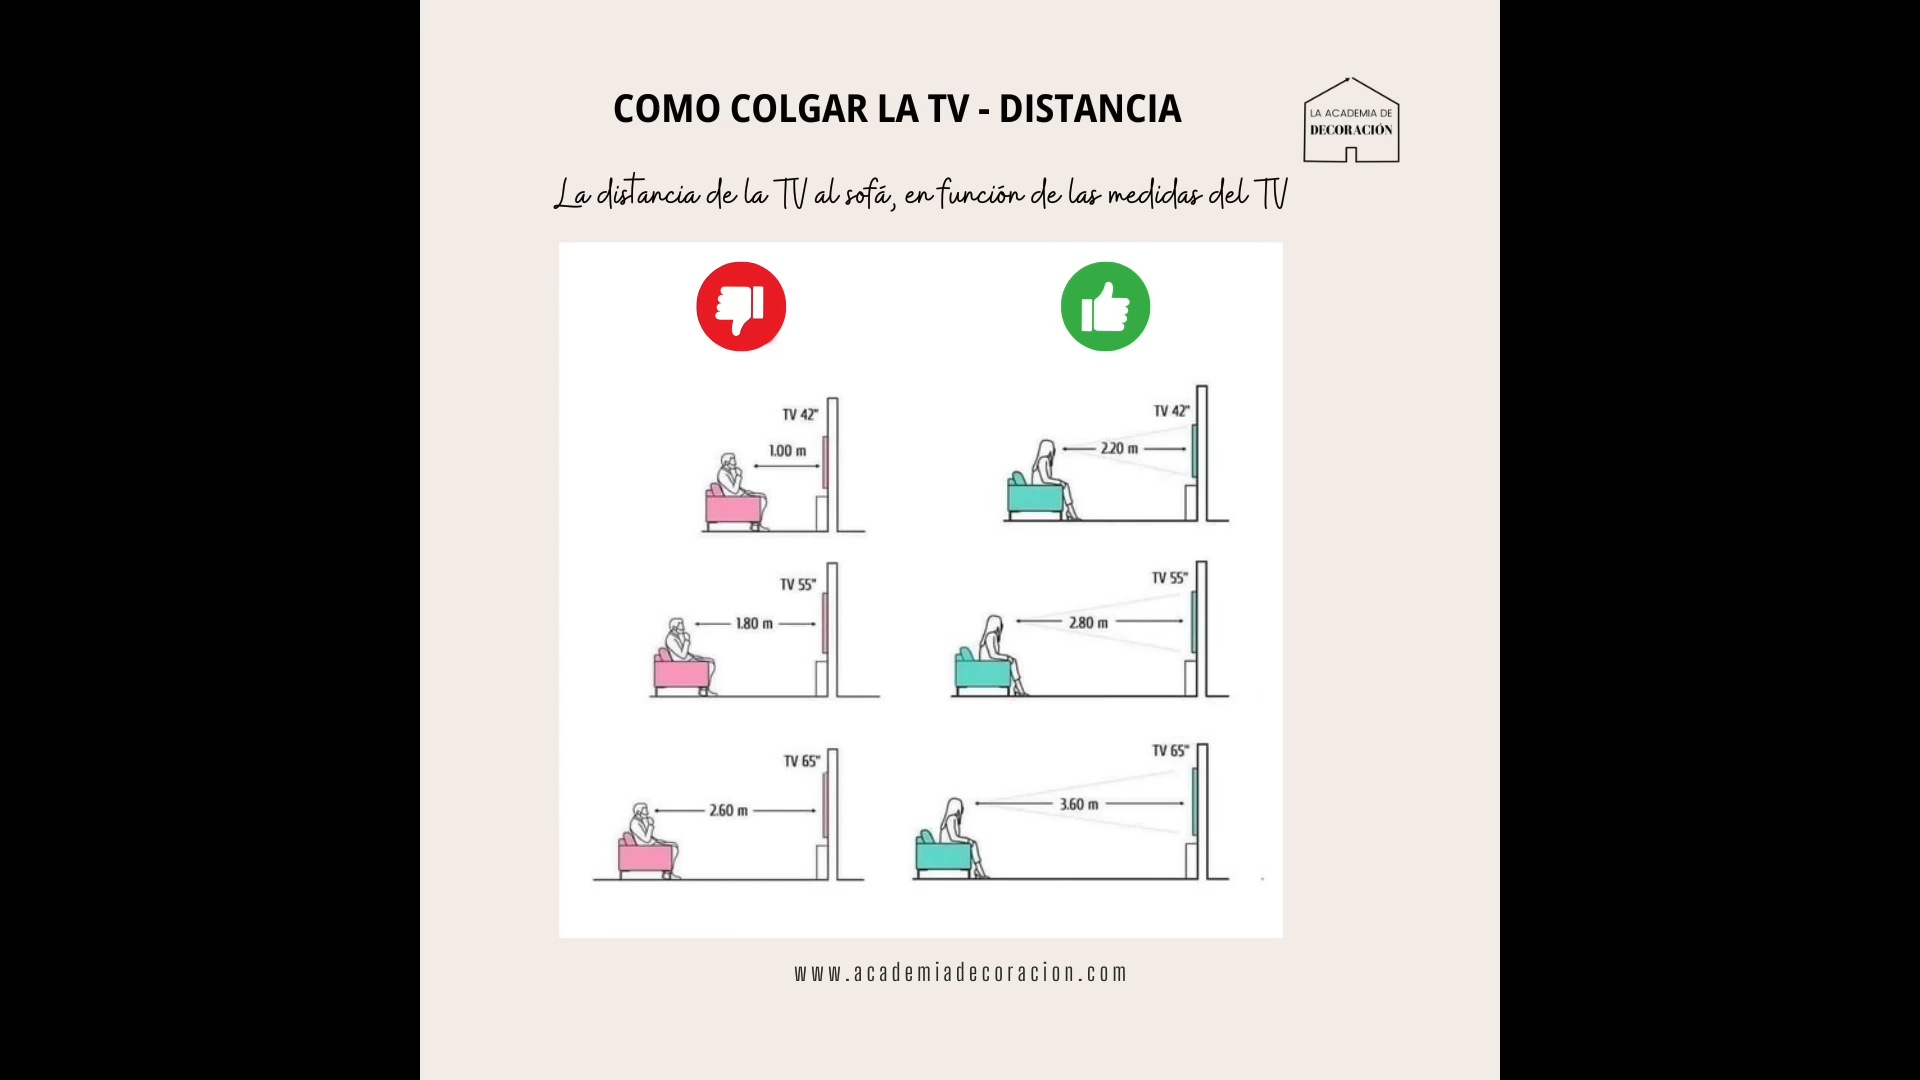 COMO COLGAR LA TV - DISTANCIA
LA ACADEMIA DE
DECORACIÓN
La distancia de la TV al sofá, en función de las medidas del TV
TV 42"
1.00 m
TV 42"
2.20 m
TV 55"
1.80 m
TV 55"
2.80 m
TV 65"
2.60 m
TV 65"
3.60 m
www.academiadecoracion.com